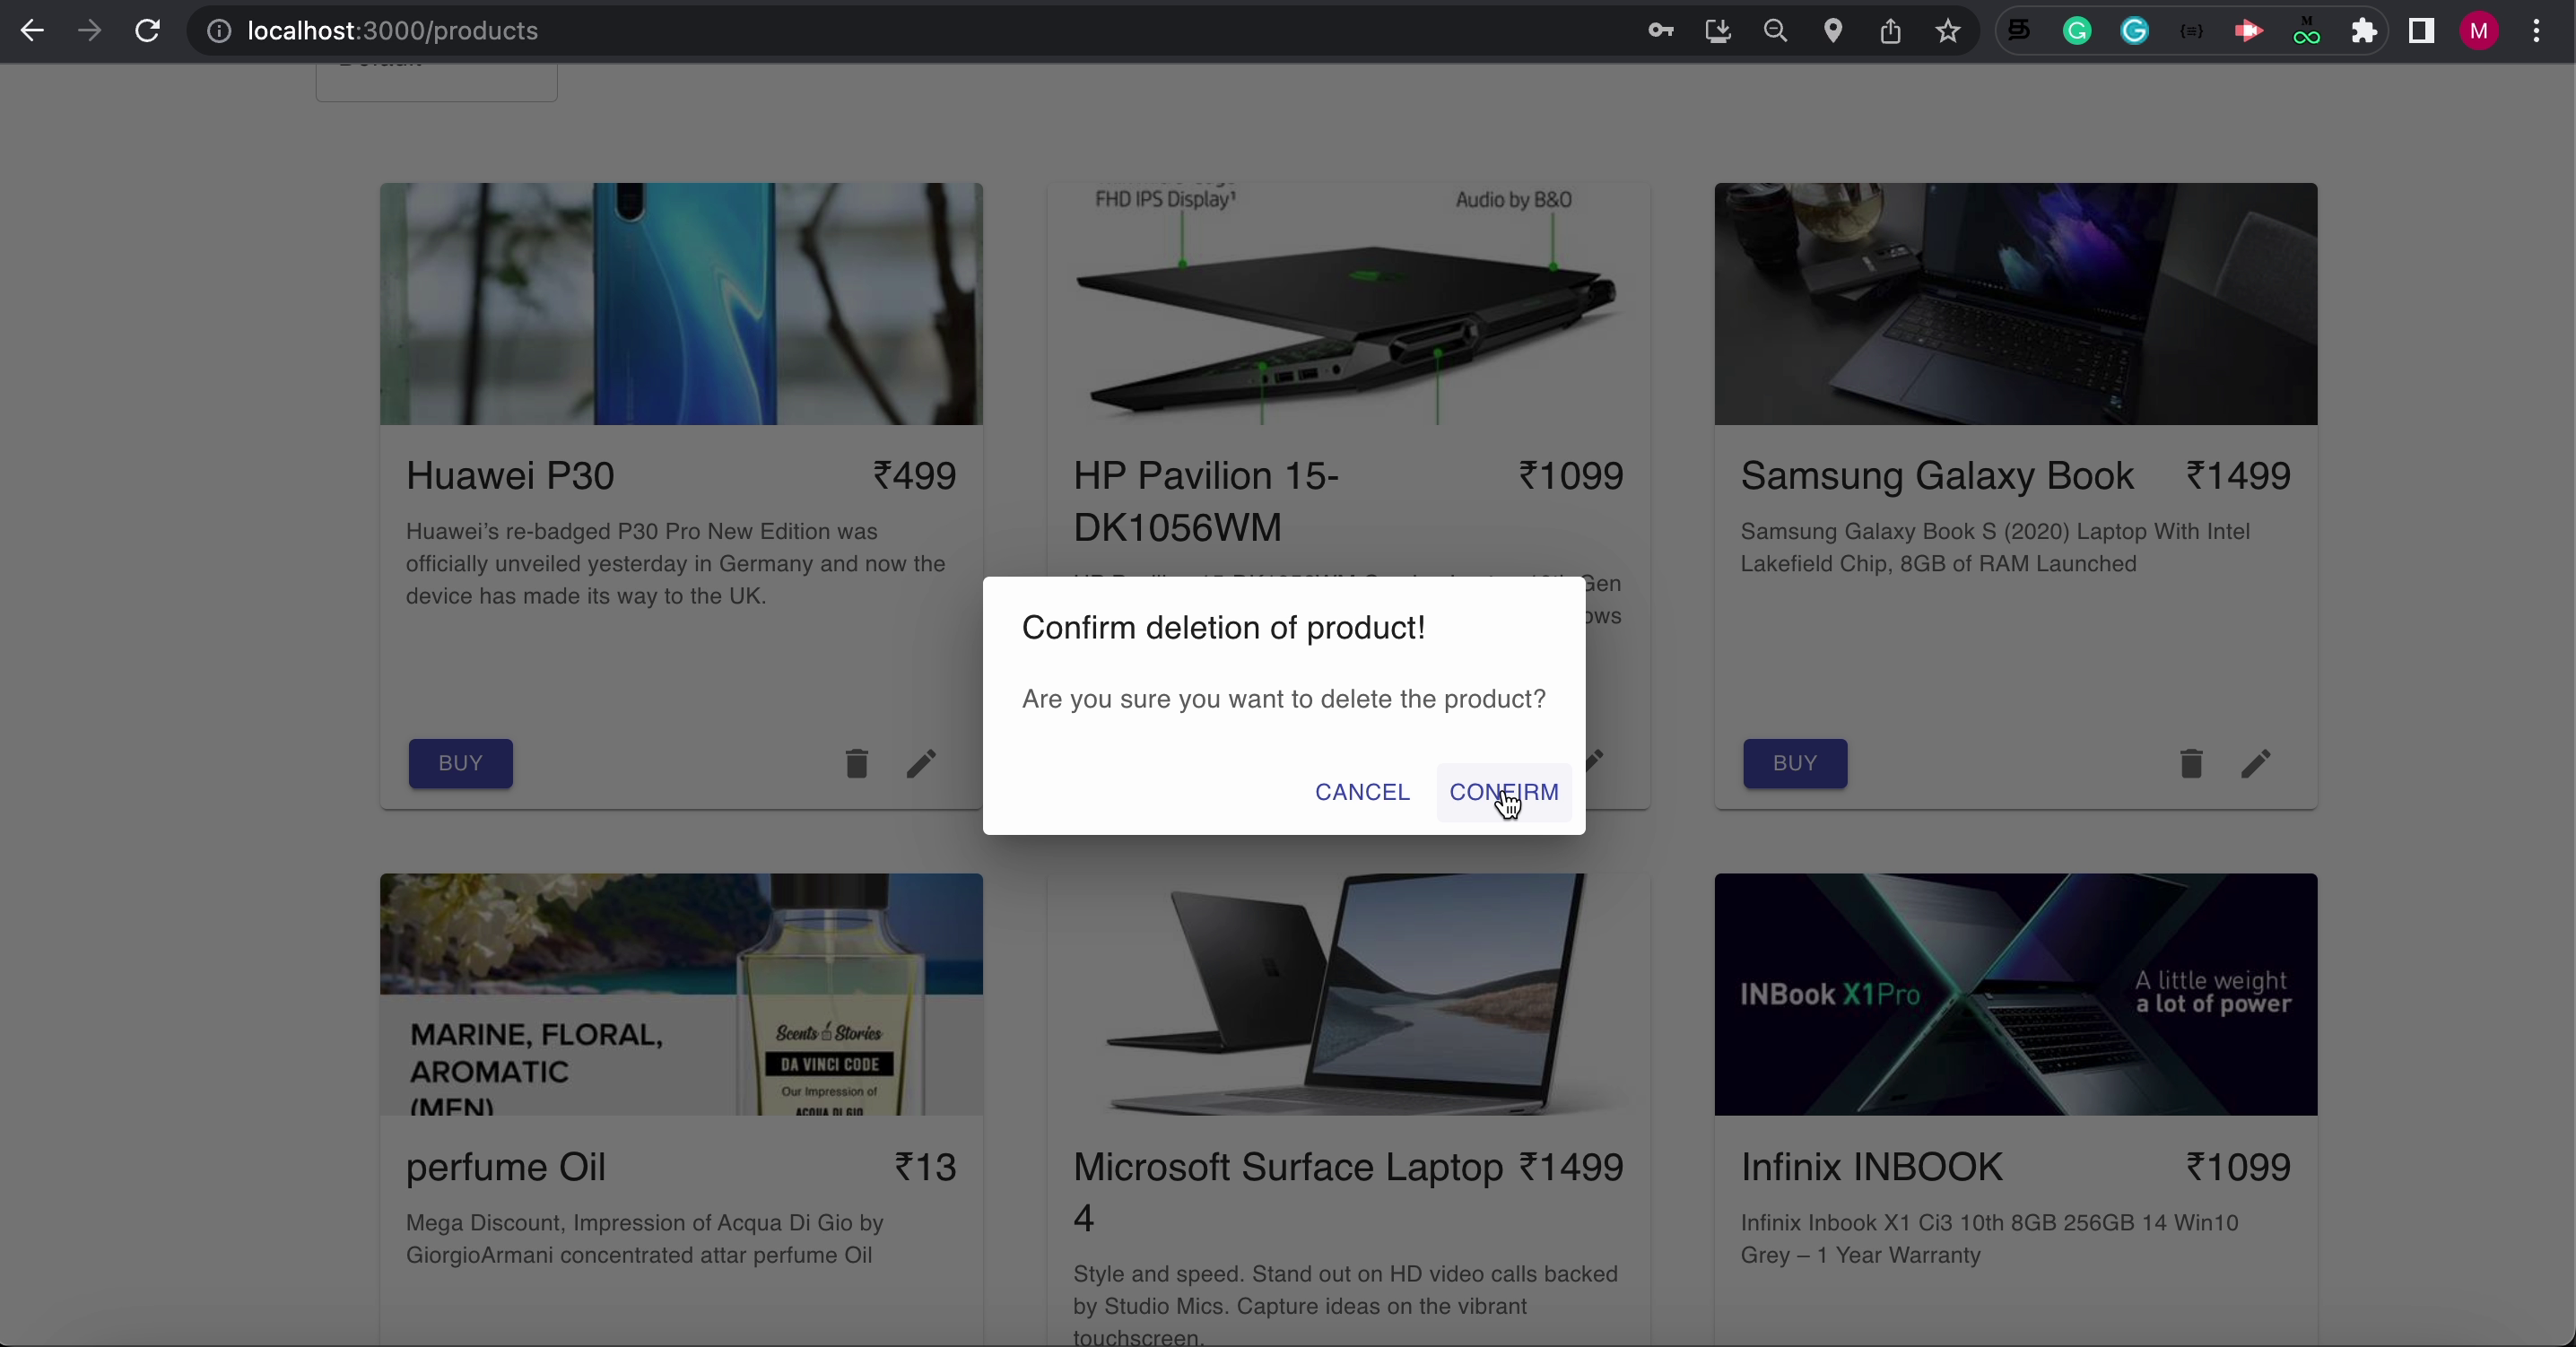 localhost:3000/products
M
M
FHD IPS Display¹
Audio by B&O
Huawei P30
₹499
HP Pavilion 15-
DK1056WM
₹1099
Samsung Galaxy Book
₹1499
Huawei’s re-badged P30 Pro New Edition was
officially unveiled yesterday in Germany and now the
device has made its way to the UK.
Samsung Galaxy Book S (2020) Laptop With Intel
Lakefield Chip, 8GB of RAM Launched
Gen
Confirm deletion of product!
Are you sure you want to delete the product?
CANCEL
CONFIRM
BUY
BUY
MARINE, FLORAL,
AROMATIC
(MEN)
Scents Stories
DA VINCI CODE
Our Impression of
ACQUA DI GIO
INBook X1Pro
A little weight
a lot of power
perfume Oil
₹13
Microsoft Surface Laptop
4
₹1499
Infinix INBOOK
₹1099
Mega Discount, Impression of Acqua Di Gio by
GiorgioArmani concentrated attar perfume Oil
Style and speed. Stand out on HD video calls backed
by Studio Mics. Capture ideas on the vibrant
touchscreen.
Infinix Inbook X1 Ci3 10th 8GB 256GB 14 Win10
Grey – 1 Year Warranty